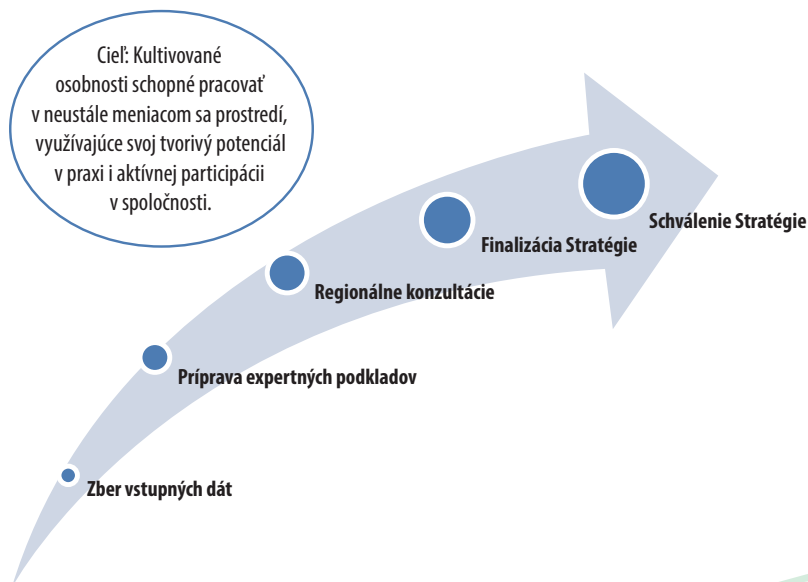 Cieľ: Kultivované
osobnosti schopné pracovať
v neustále meniacom sa prostredí,
využívajúce svoj tvorivý potenciál
v praxi i aktívnej participácii
v spoločnosti.
Schválenie Stratégie
Finalizácia Stratégie
Regionálne konzultácie
Príprava expertných podkladov
Zber vstupných dát